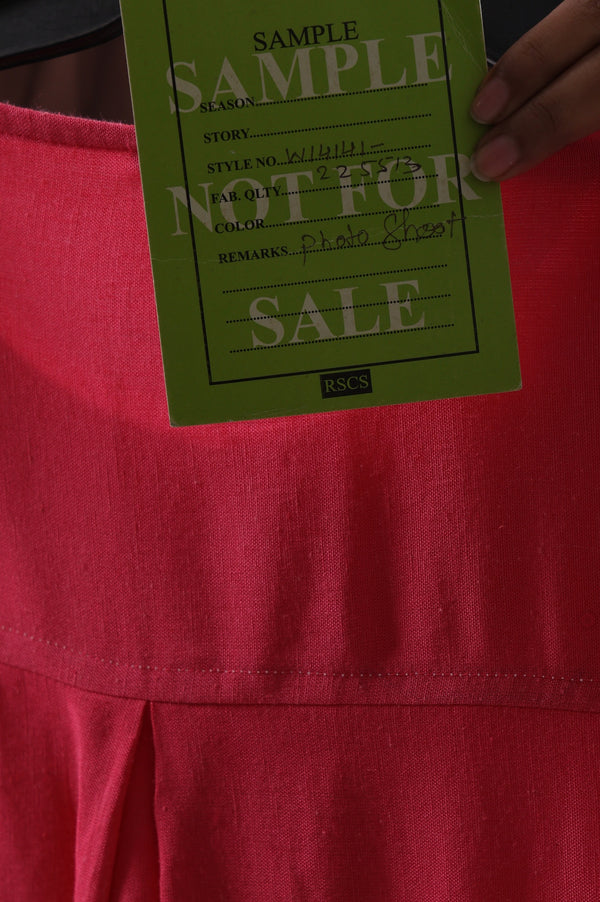 SAMPLE
SAMPLE
SEASON
STORY
STYLE NO. W14141-
225513
NOT FOR
FAB. QLTY
COLOR
REMARKS Photo Shoot
SALE
RSCS